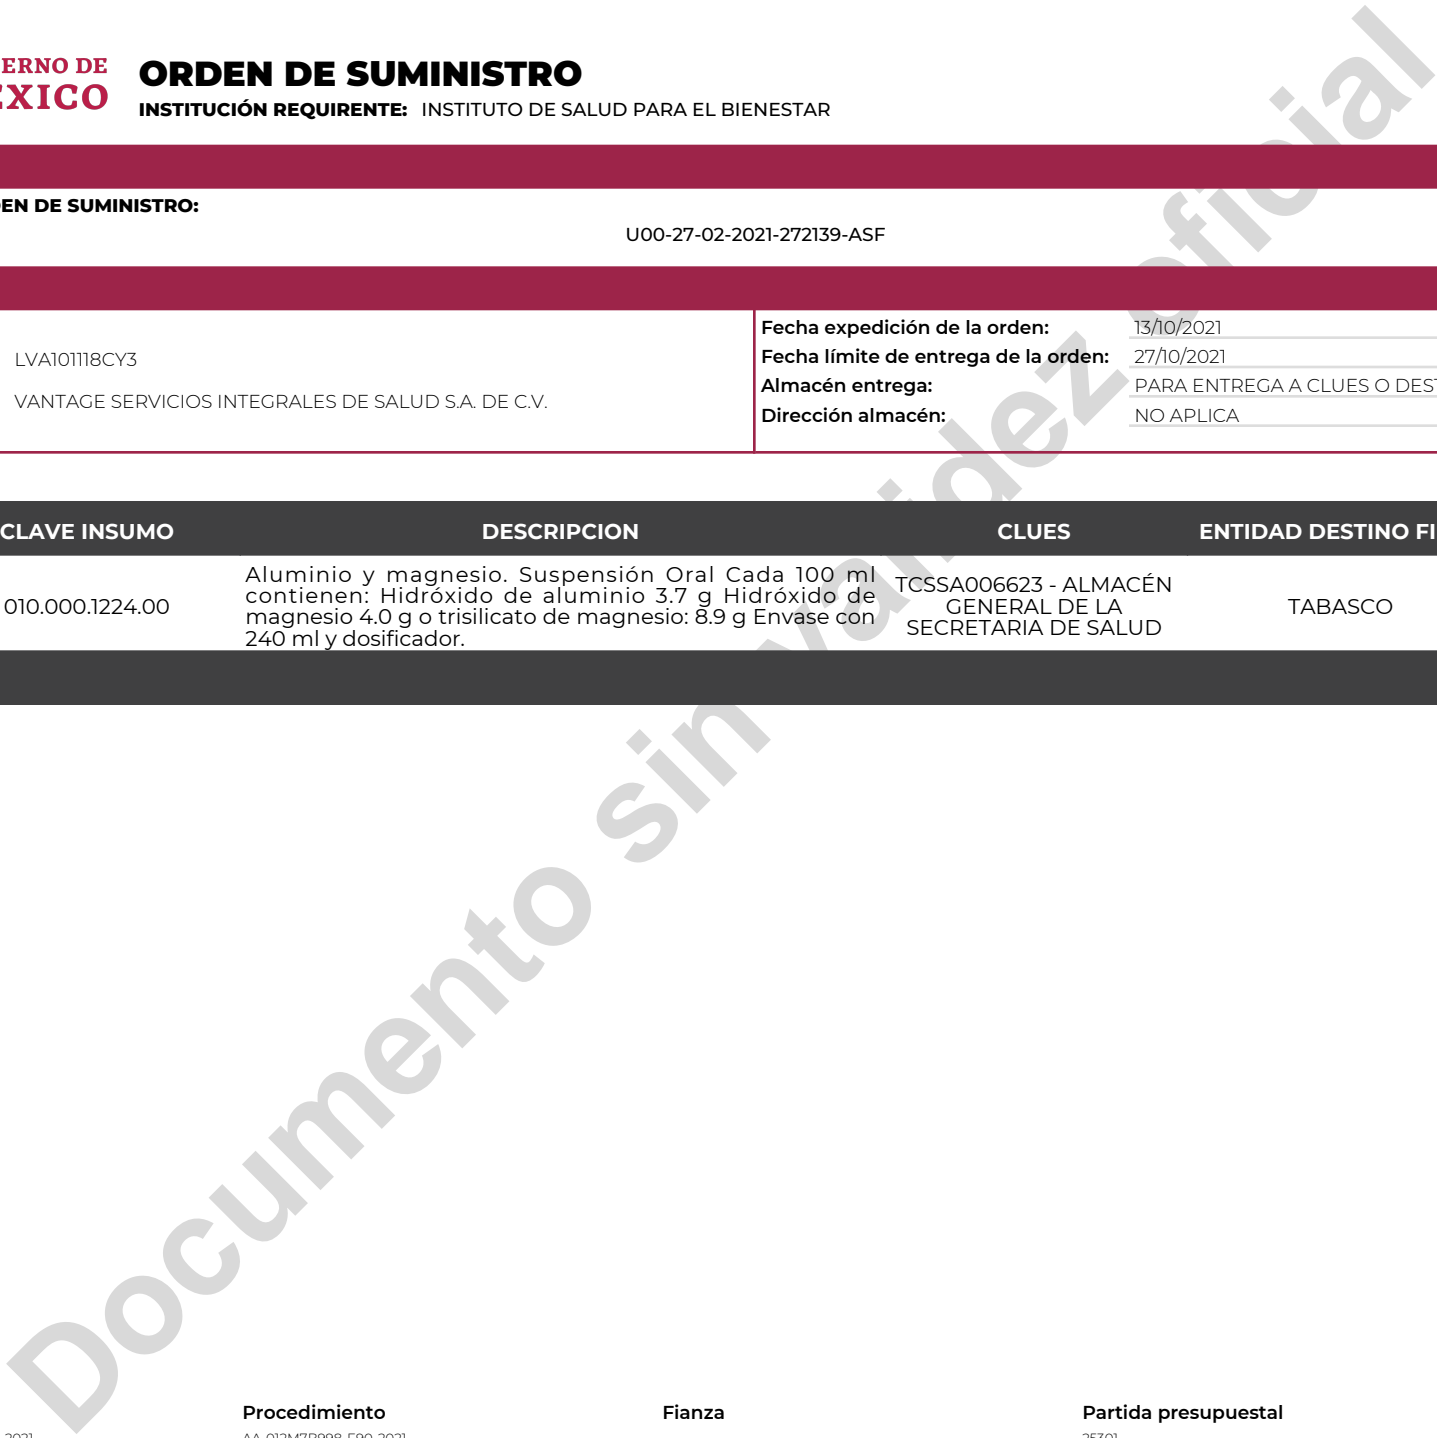 ERNO DE
EXICO
ORDEN DE SUMINISTRO
INSTITUCIÓN REQUIRENTE: INSTITUTO DE SALUD PARA EL BIENESTAR
EN DE SUMINISTRO:
U00-27-02-2021-272139-ASF
LVA101118CY3
VANTAGE SERVICIOS INTEGRALES DE SALUD S.A. DE C.V.
Fecha expedición de la orden: 13/10/2021
Fecha límite de entrega de la orden: 27/10/2021
Almacén entrega: PARA ENTREGA A CLUES O DEST
Dirección almacén: NO APLICA
CLAVE INSUMO DESCRIPCION CLUES ENTIDAD DESTINO FI
010.000.1224.00
Aluminio y magnesio. Suspensión Oral Cada 100 ml
contienen: Hidróxido de aluminio 3.7 g Hidróxido de
magnesio 4.0 g o trisilicato de magnesio: 8.9 g Envase con
240 ml y dosificador.
TCSSA006623 - ALMACÉN
GENERAL DE LA
SECRETARIA DE SALUD
TABASCO
Documento sin validez oficial
Procedimiento Fianza Partida presupuestal